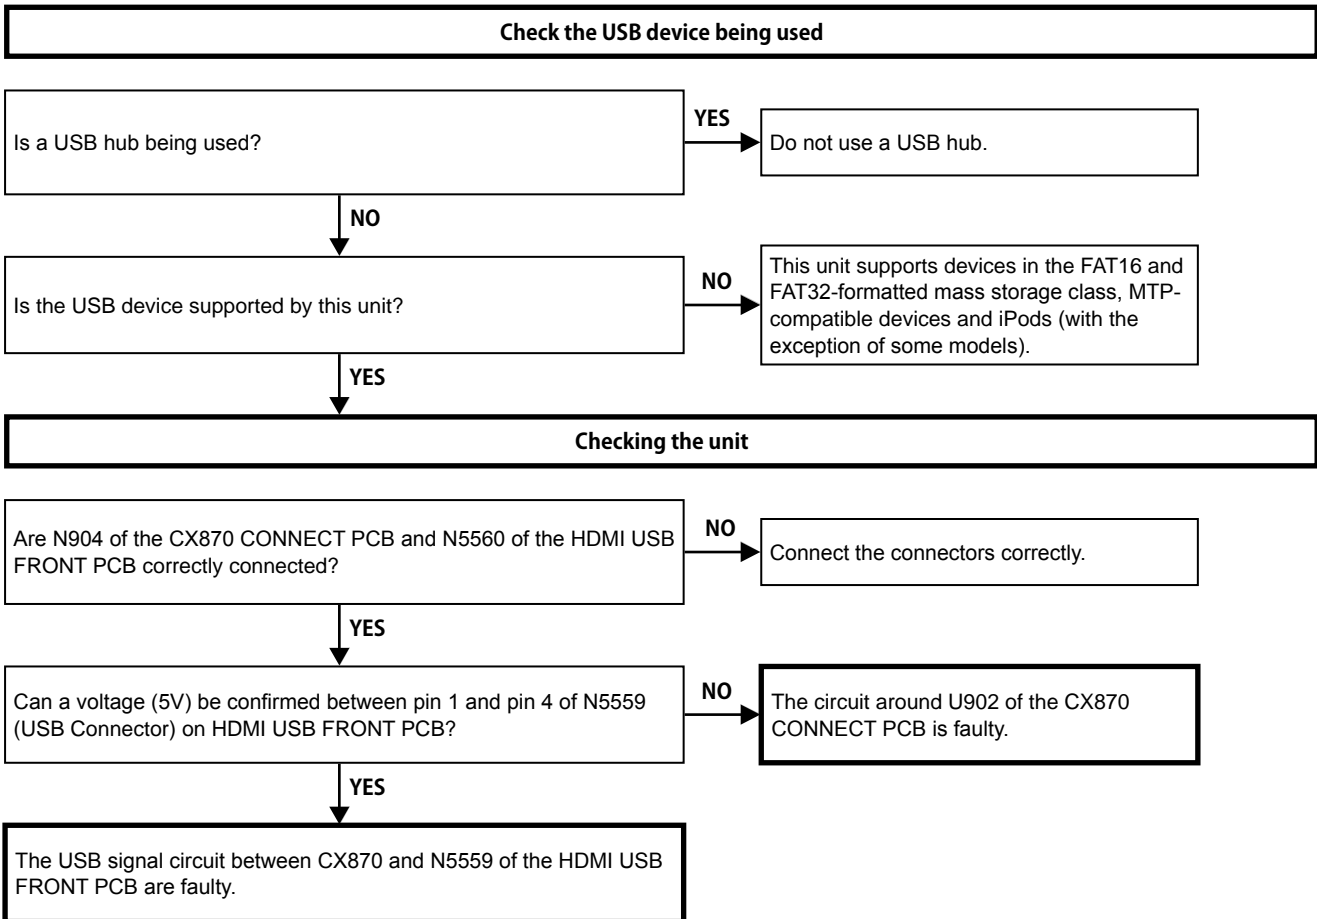 Check the USB device being used
Is a USB hub being used?
YES
Do not use a USB hub.
NO
Is the USB device supported by this unit?
NO
This unit supports devices in the FAT16 and
FAT32-formatted mass storage class, MTP-
compatible devices and iPods (with the
exception of some models).
YES
Checking the unit
Are N904 of the CX870 CONNECT PCB and N5560 of the HDMI USB
FRONT PCB correctly connected?
NO
Connect the connectors correctly.
YES
Can a voltage (5V) be confirmed between pin 1 and pin 4 of N5559
(USB Connector) on HDMI USB FRONT PCB?
NO
The circuit around U902 of the CX870
CONNECT PCB is faulty.
YES
The USB signal circuit between CX870 and N5559 of the HDMI USB
FRONT PCB are faulty.